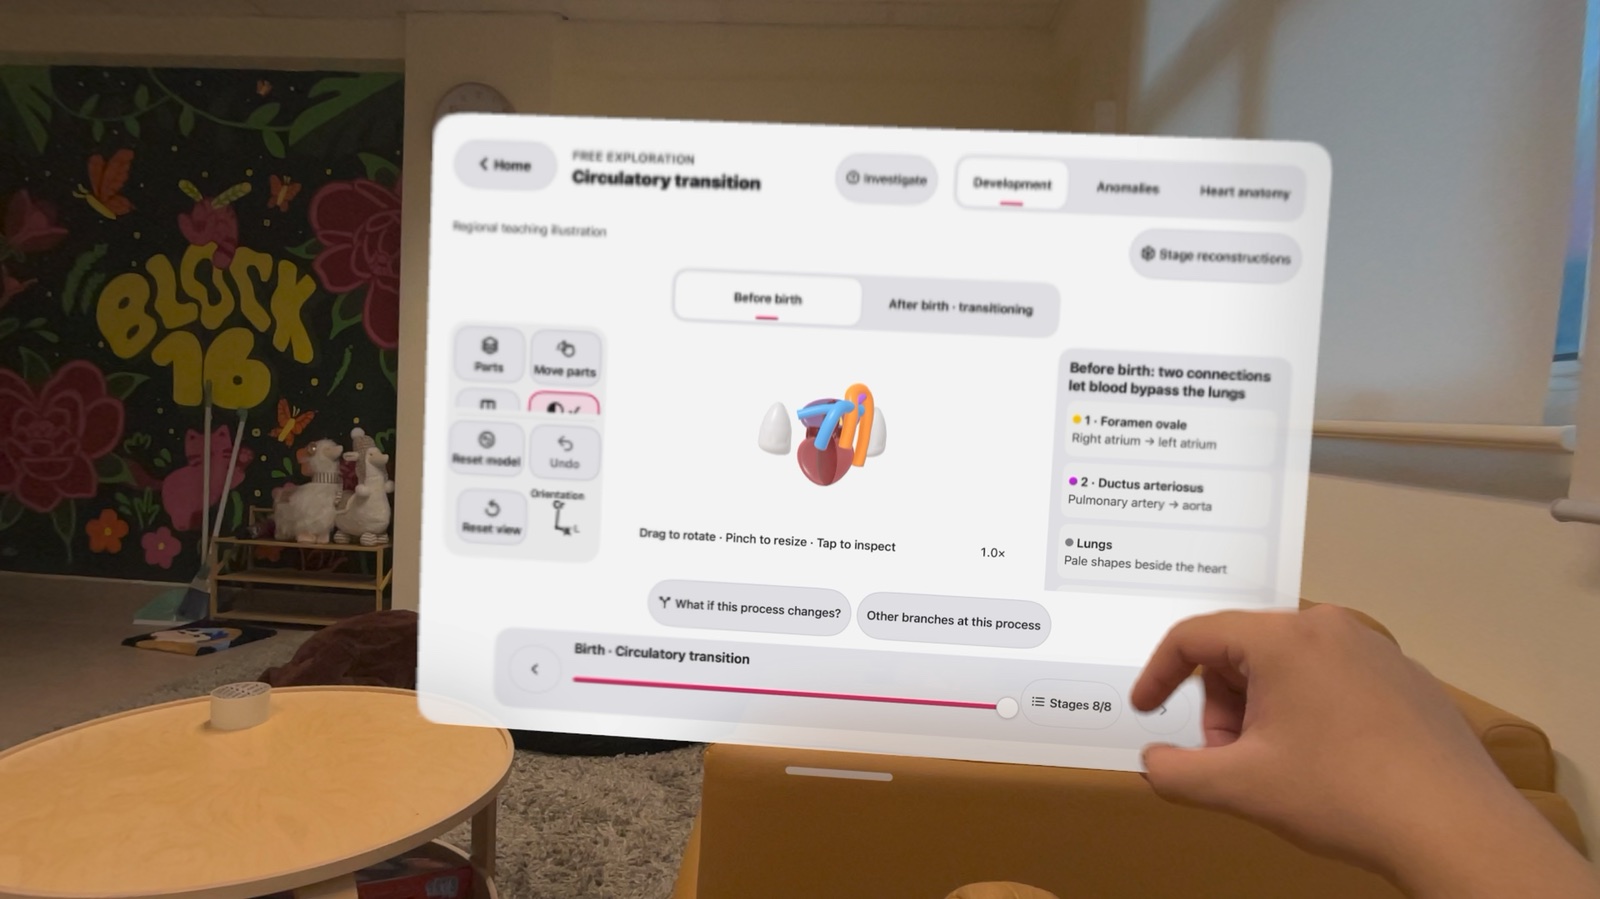 BLOCK
16
Home
FREE EXPLORATION
Circulatory transition
Investigate
Development
Anomalies
Heart anatomy
Regional teaching illustration
Stage reconstructions
Before birth
After birth · transitioning
Parts
Move parts
Reset model
Undo
Reset view
Orientation
L
Before birth: two connections
let blood bypass the lungs
1 · Foramen ovale
Right atrium → left atrium
2 · Ductus arteriosus
Pulmonary artery → aorta
Lungs
Pale shapes beside the heart
Drag to rotate · Pinch to resize · Tap to inspect
1.0×
What if this process changes?
Other branches at this process
Birth · Circulatory transition
Stages 8/8